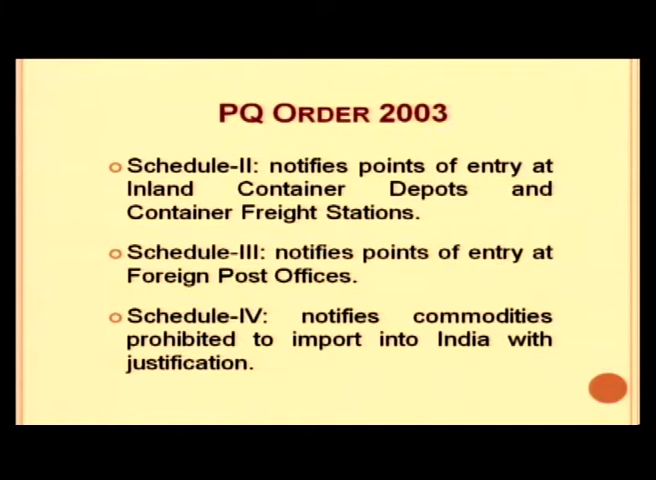 PQ ORDER 2003
Schedule-II: notifies points of entry at
Inland Container Depots and
Container Freight Stations.
Schedule-III: notifies points of entry at
Foreign Post Offices.
Schedule-IV: notifies commodities
prohibited to import into India with
justification.